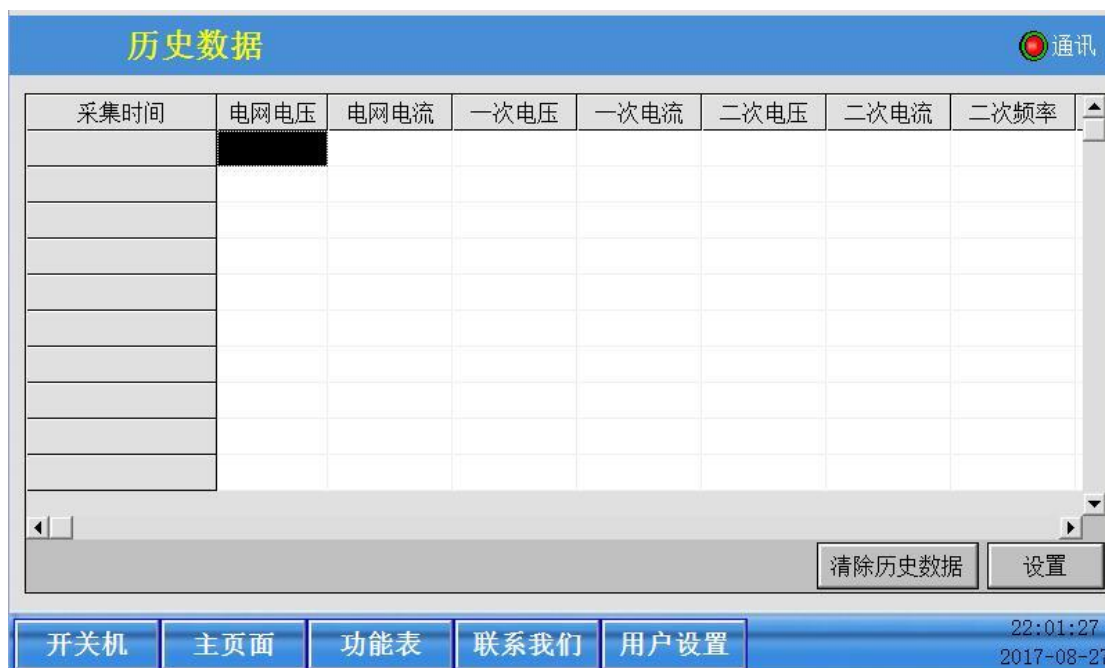 历史数据
通讯
采集时间 电网电压 电网电流 一次电压 一次电流 二次电压 二次电流 二次频率
清除历史数据 设置
开关机 主页面 功能表 联系我们 用户设置
22:01:27
2017-08-27